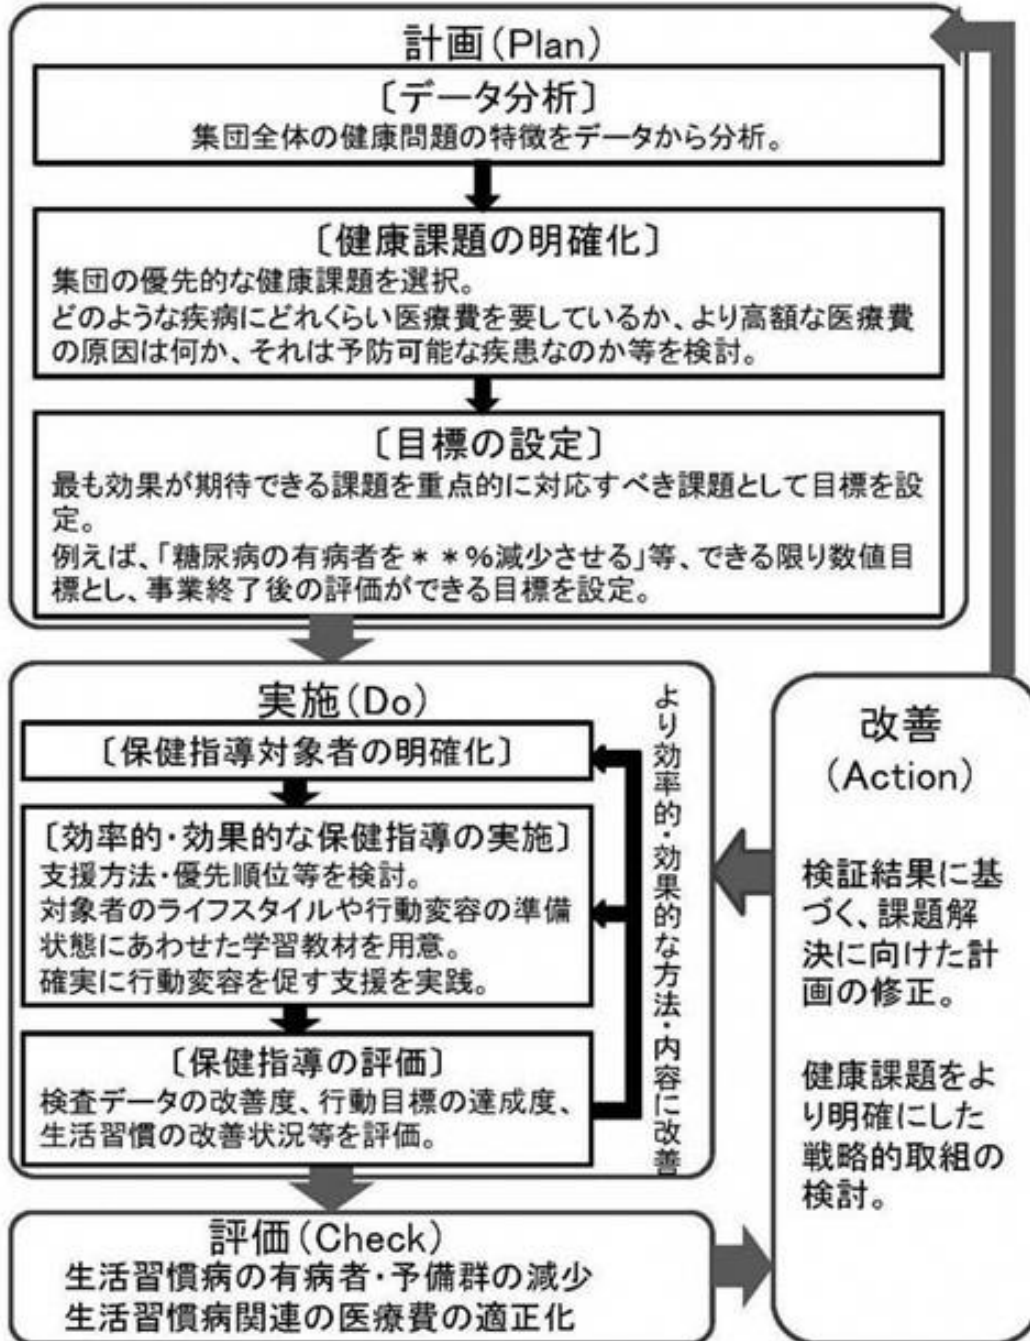 計画(Plan)
〔データ分析〕
集団全体の健康問題の特徴をデータから分析。
〔健康課題の明確化〕
集団の優先的な健康課題を選択。
どのような疾病にどれくらい医療費を要しているか、より高額な医療費
の原因は何か、それは予防可能な疾患なのか等を検討。
〔目標の設定〕
最も効果が期待できる課題を重点的に対応すべき課題として目標を設
定。
例えば、「糖尿病の有病者を＊＊%減少させる」等、できる限り数値目
標とし、事業終了後の評価ができる目標を設定。
実施(Do)
〔保健指導対象者の明確化〕
〔効率的・効果的な保健指導の実施〕
支援方法・優先順位等を検討。
対象者のライフスタイルや行動変容の準備
状態にあわせた学習教材を用意。
確実に行動変容を促す支援を実践。
〔保健指導の評価〕
検査データの改善度、行動目標の達成度、
生活習慣の改善状況等を評価。
より効率的・効果的な方法・内容に改善
評価(Check)
生活習慣病の有病者・予備群の減少
生活習慣病関連の医療費の適正化
改善
(Action)
検証結果に基
づく、課題解
決に向けた計
画の修正。
健康課題をよ
り明確にした
戦略的取組の
検討。